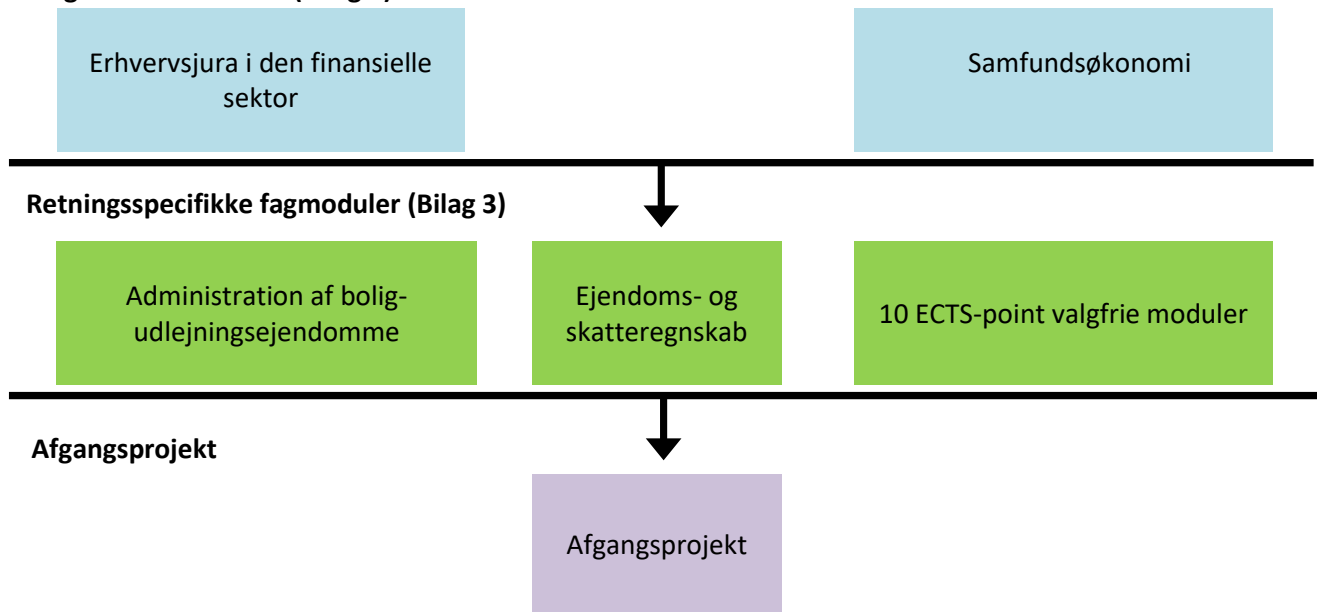 Erhvervsjura i den finansielle
sektor
Samfundsøkonomi
Retningsspecifikke fagmoduler (Bilag 3)
Administration af bolig-
udlejningsejendomme
Ejendoms- og
skatteregnskab
10 ECTS-point valgfrie moduler
Afgangsprojekt
Afgangsprojekt